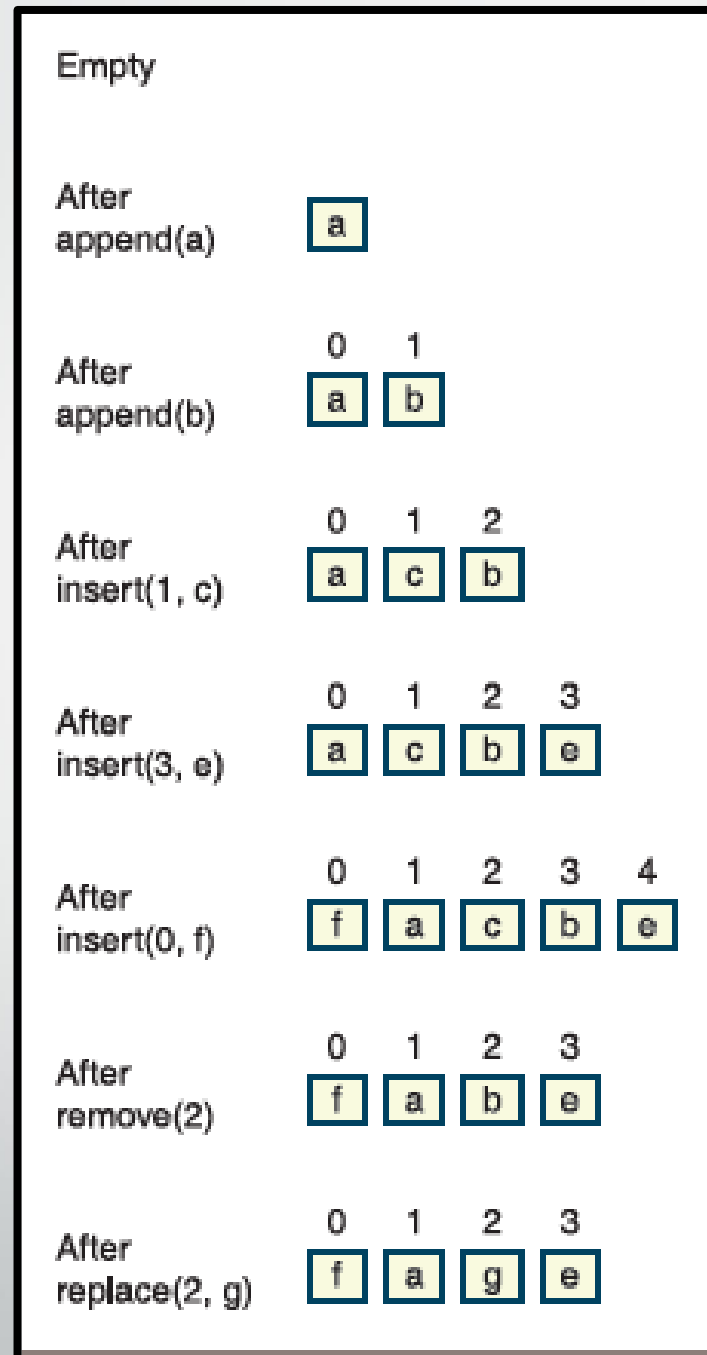 Empty
After
append(a)
a
0 1
After
append(b)
a b
0 1 2
After
insert(1, c)
a c b
0 1 2 3
After
insert(3, e)
a c b e
0 1 2 3 4
After
insert(0, f)
f a c b e
0 1 2 3
After
remove(2)
f a b e
0 1 2 3
After
replace(2, g)
f a g e